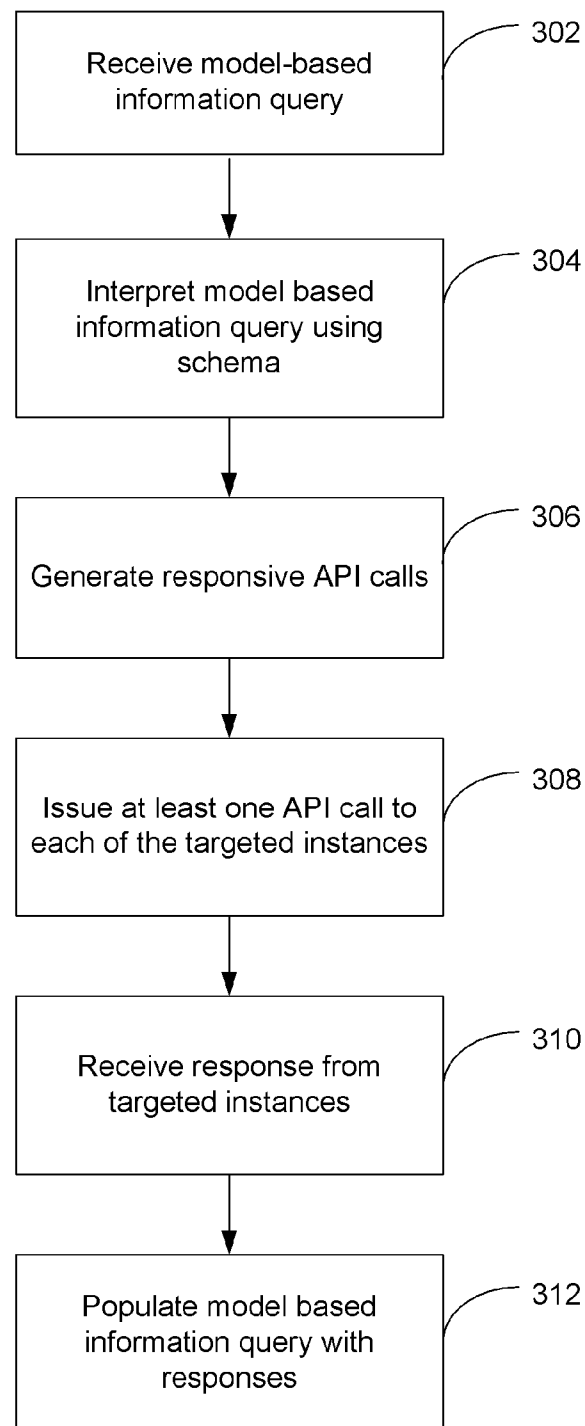 302
Receive model-based
information query
304
Interpret model based
information query using
schema
306
Generate responsive API calls
308
Issue at least one API call to
each of the targeted instances
310
Receive response from
targeted instances
312
Populate model based
information query with
responses